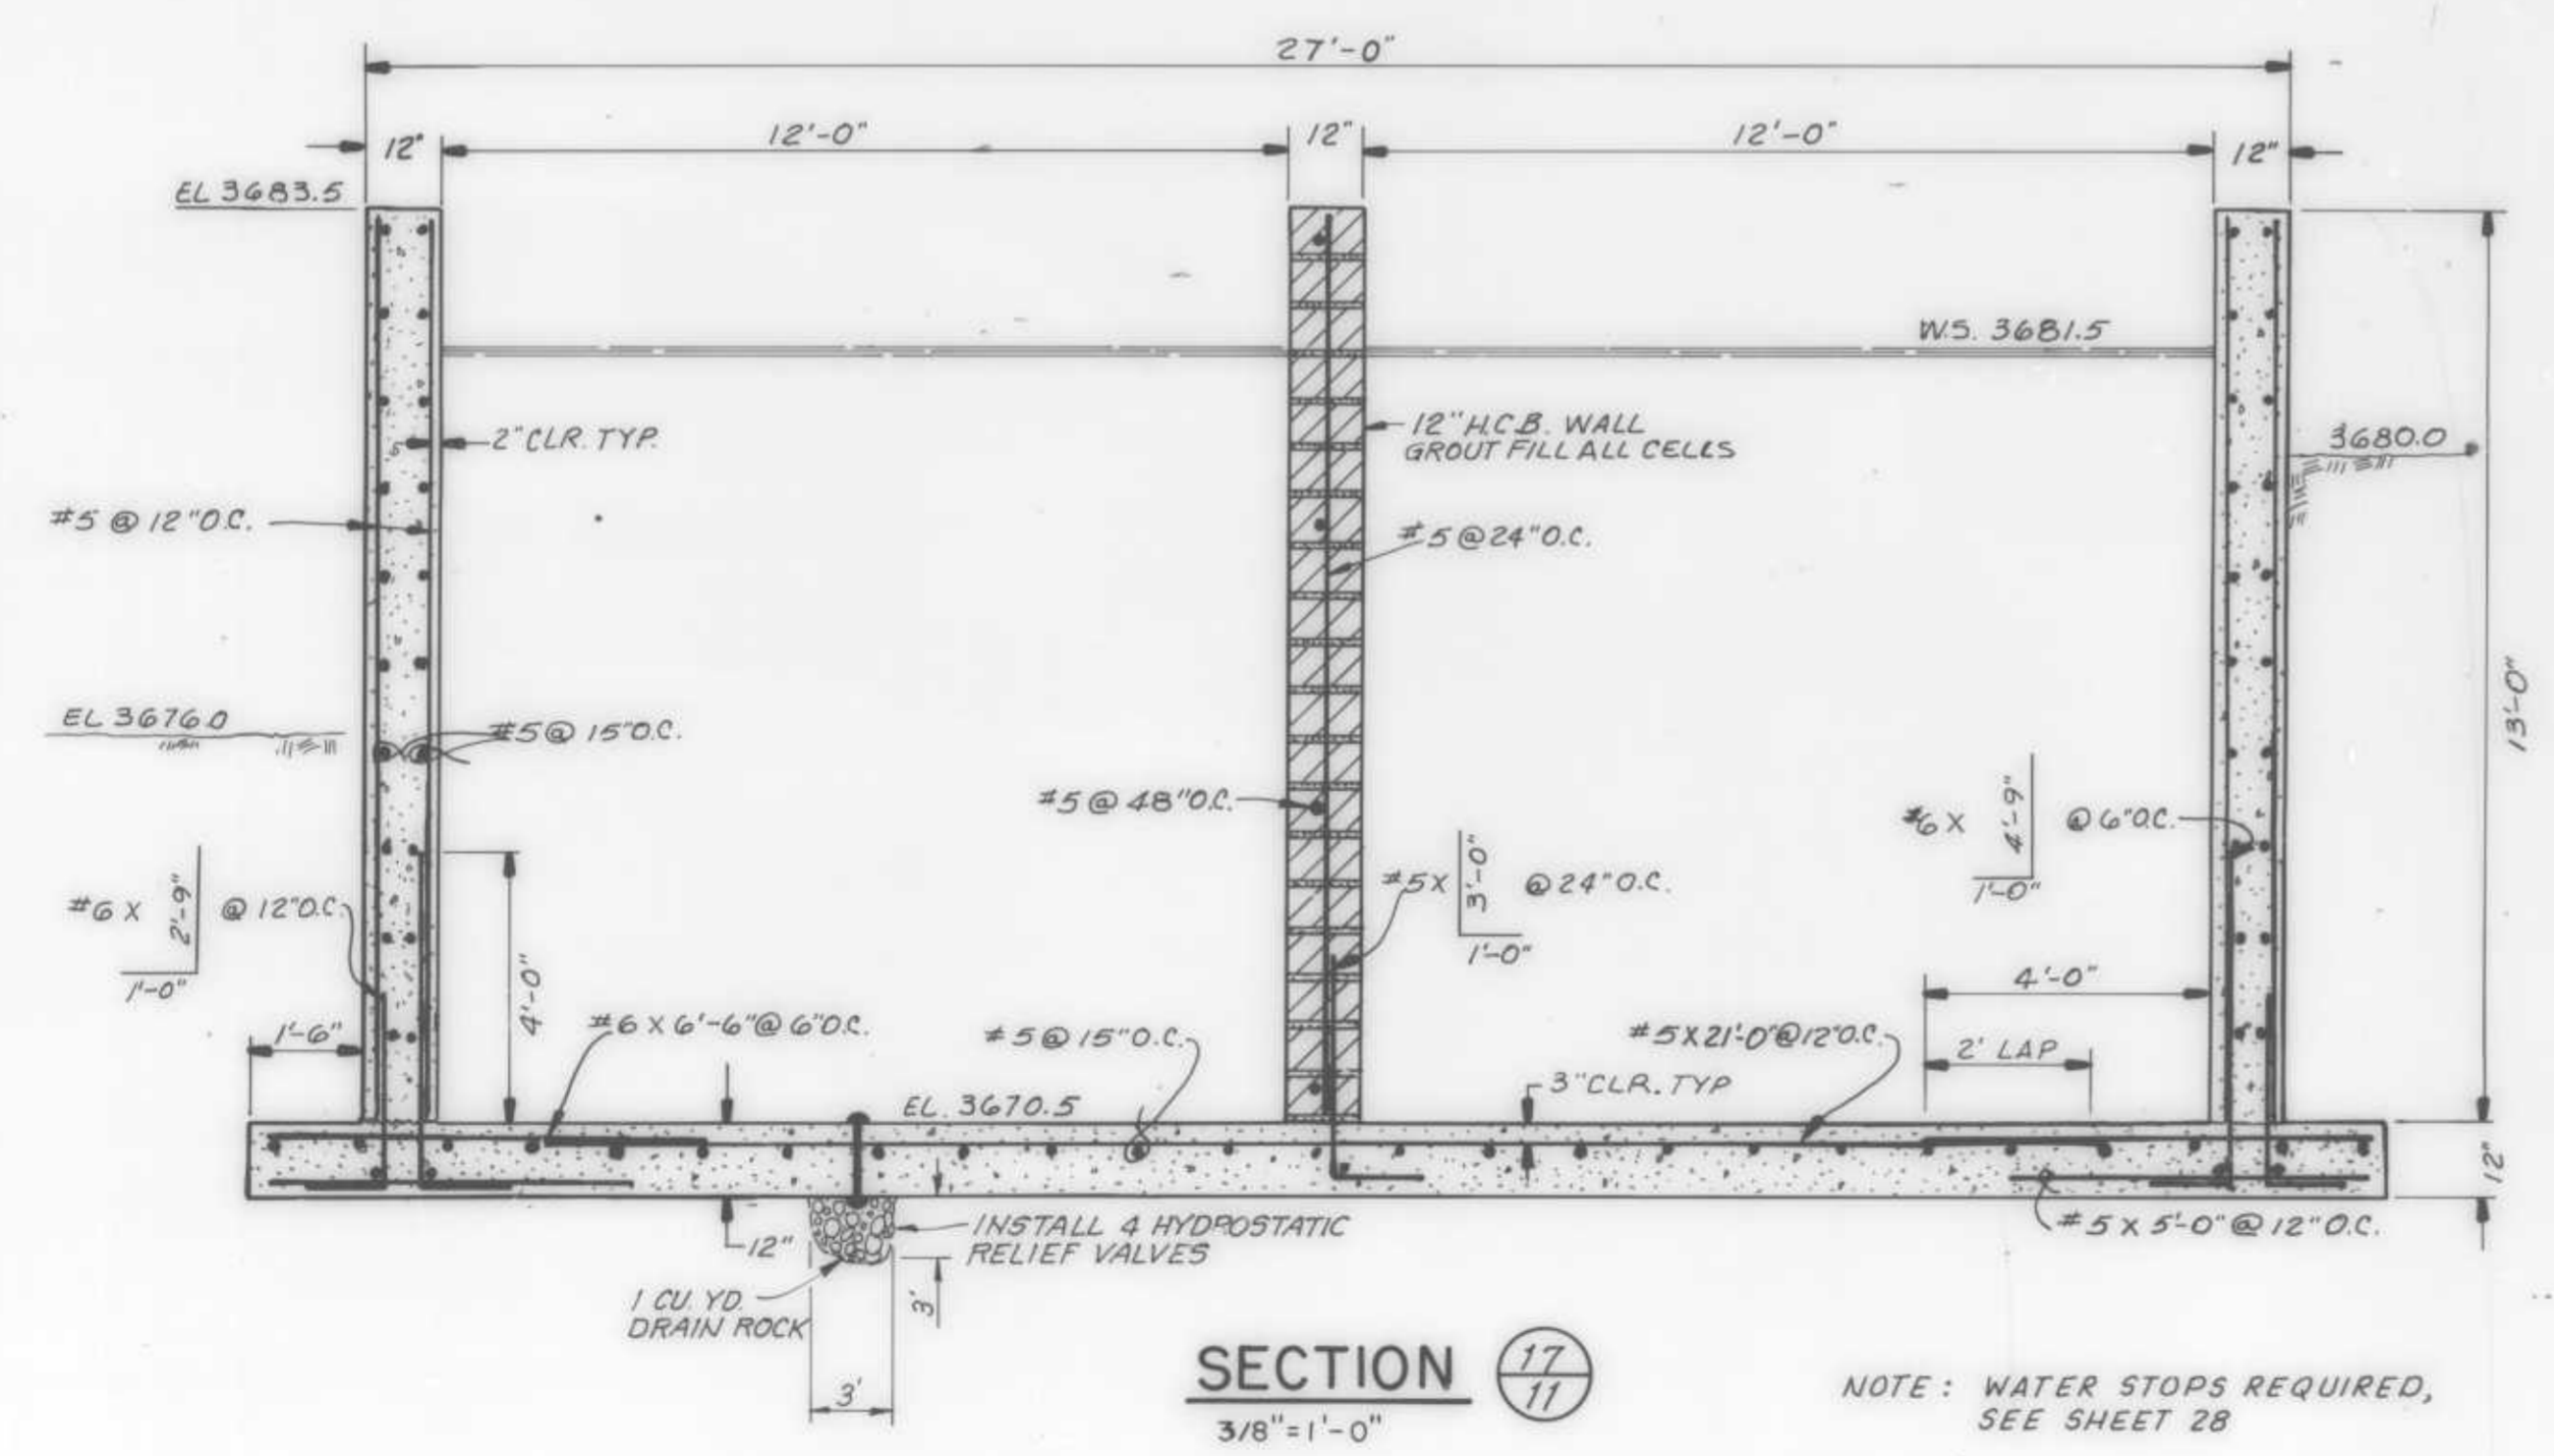 27'-0"
12"
12'-0"
12"
12'-0"
12"
EL 3683.5
W.S. 3681.5
2" CLR. TYP.
12" H.C.B. WALL
GROUT FILL ALL CELLS
3680.0
#5 @ 12" O.C.
#5 @ 24" O.C.
13'-0"
EL 3676.0
#5 @ 15" O.C.
#5 @ 48" O.C.
#6 X 4'-9" @ 6" O.C.
1'-0"
#6 X 2'-9" @ 12" O.C.
1'-0"
#5 X 3'-0" @ 24" O.C.
1'-0"
4'-0"
4'-0"
1'-6"
#6 X 6'-6" @ 6" O.C.
#5 @ 15" O.C.
#5 X 21'-0" @ 12" O.C.
2' LAP
3" CLR. TYP
EL. 3670.5
12"
12"
INSTALL 4 HYDROSTATIC
RELIEF VALVES
#5 X 5'-0" @ 12" O.C.
1 CU. YD.
DRAIN ROCK
3'
3'
SECTION 17
11
3/8" = 1'-0"
NOTE: WATER STOPS REQUIRED,
SEE SHEET 28